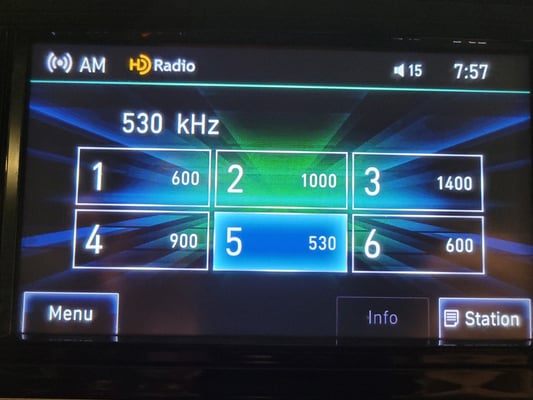 AM HD Radio 15 7:57
530 kHz
1 600 2 1000 3 1400
4 900 5 530 6 600
Menu Info Station